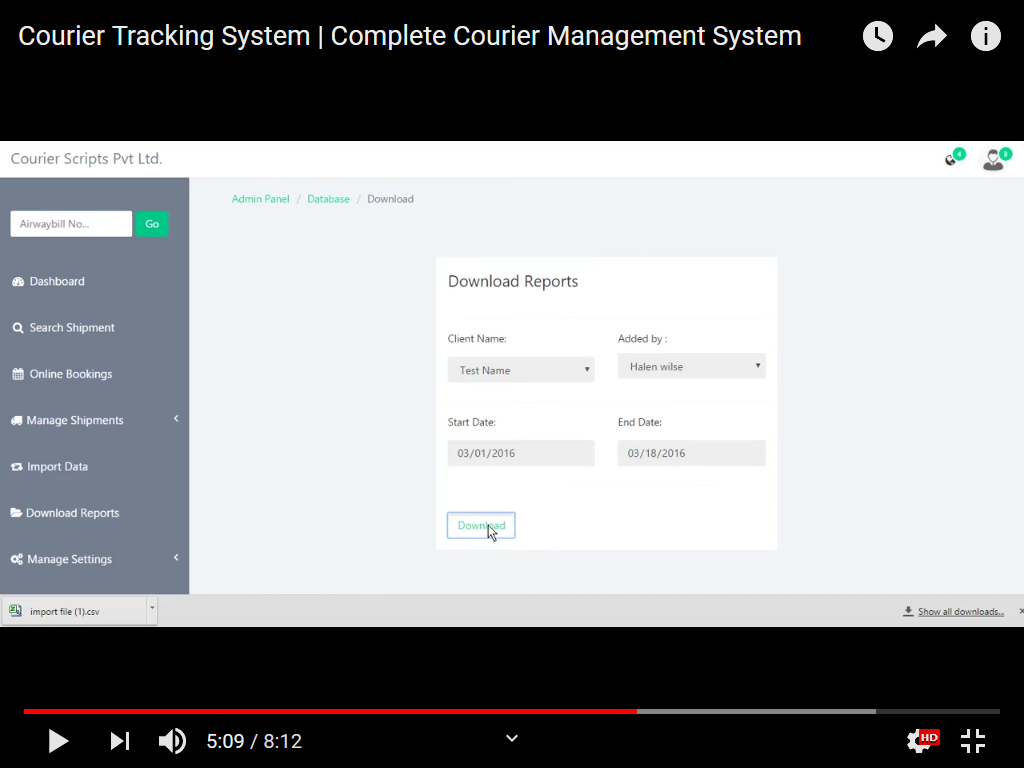 Courier Tracking System | Complete Courier Management System
Courier Scripts Pvt Ltd.
Admin Panel / Database / Download
Airwaybill No...
Go
Dashboard
Search Shipment
Online Bookings
Manage Shipments
Import Data
Download Reports
Manage Settings
Download Reports
Client Name:
Added by :
Test Name
Halen wilse
Start Date:
End Date:
03/01/2016
03/18/2016
Download
import file (1).csv
Show all downloads...
5:09 / 8:12
HD